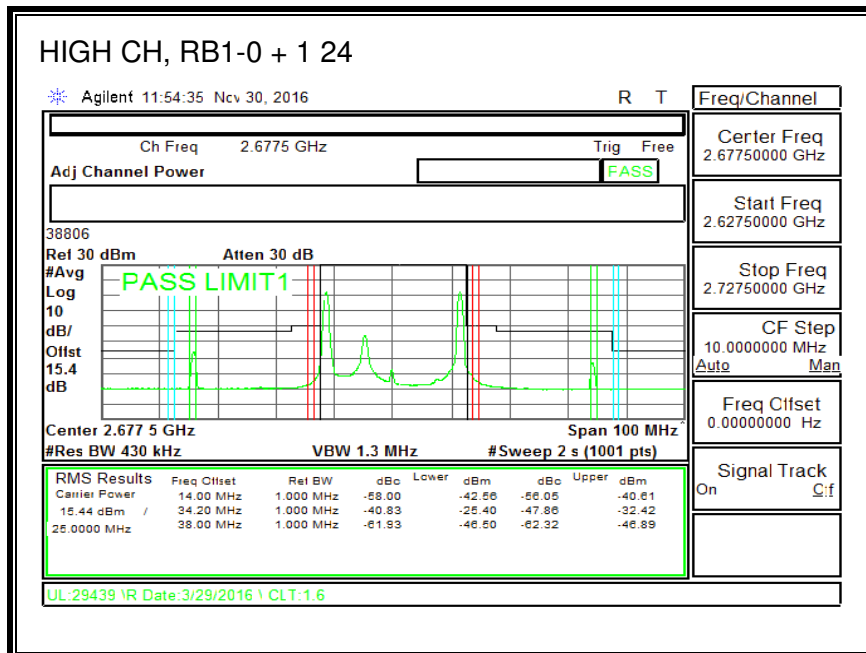 HIGH CH, RB1-0 + 1 24
Agilent 11:54:35 Nov 30, 2016 R T
Freq/Channel
Ch Freq 2.6775 GHz Trig Free
Adj Channel Power PASS
Center Freq
2.67750000 GHz
Start Freq
2.62750000 GHz
Stop Freq
2.72750000 GHz
CF Step
10.0000000 MHz
Auto Man
Freq Offset
0.00000000 Hz
Signal Track
On Off
38806
Ref 30 dBm Atten 30 dB
#Avg
Log
10
dB/
Offst
15.4
dB
PASS LIMIT1
Center 2.677 5 GHz Span 100 MHz^
#Res BW 430 kHz VBW 1.3 MHz #Sweep 2 s (1001 pts)
RMS Results Freq Offset Ref BW dBc Lower dBm dBc Upper dBm
Carrier Power 14.00 MHz 1.000 MHz -58.00 -42.56 -56.05 -40.61
15.44 dBm / 34.20 MHz 1.000 MHz -40.83 -25.40 -47.86 -32.42
25.0000 MHz 38.00 MHz 1.000 MHz -61.93 -46.50 -62.32 -46.89
UL:29439 \R Date:3/29/2016 \ CLT:1.6